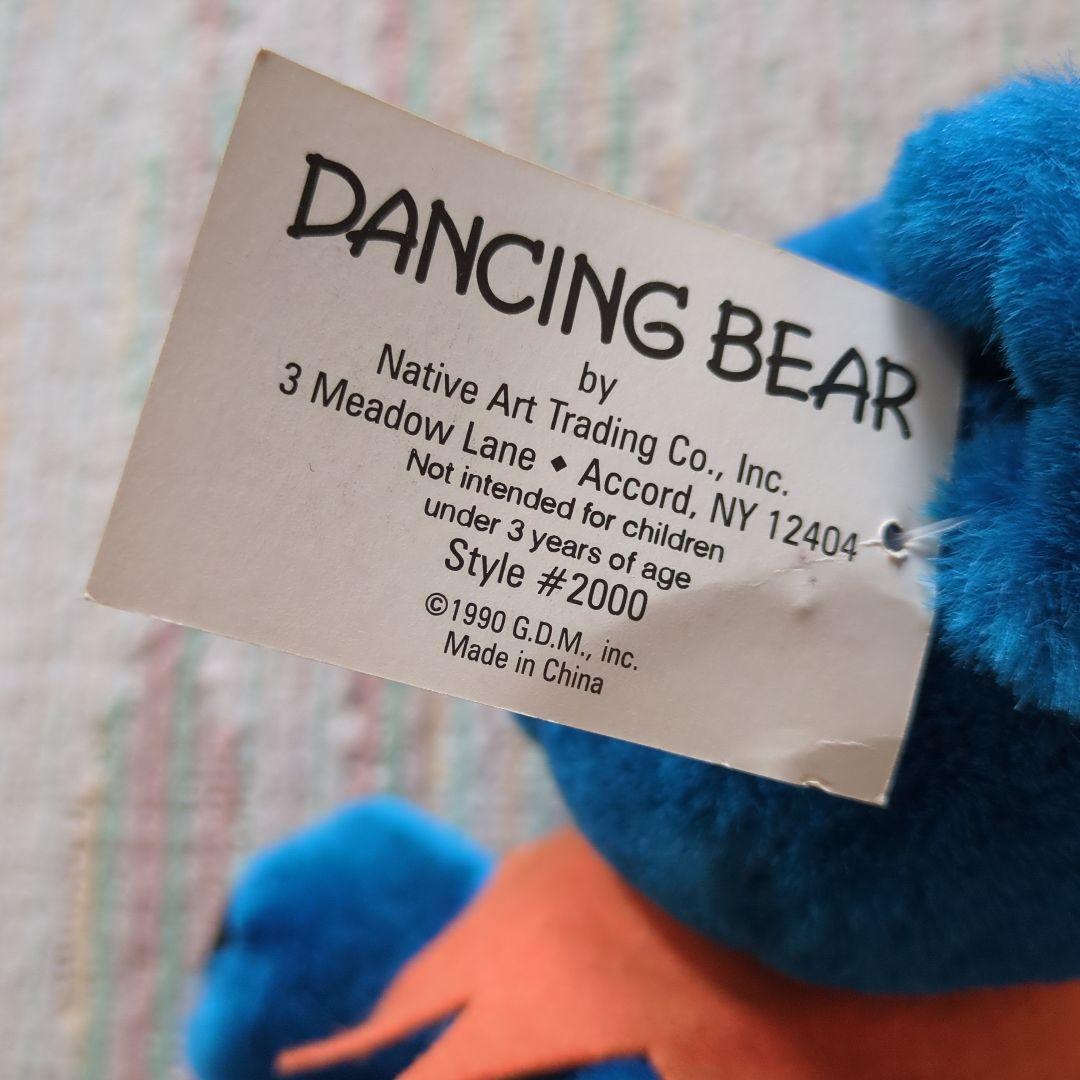 DANCING BEAR
by
Native Art Trading Co., Inc.
3 Meadow Lane ◆ Accord, NY 12404
Not intended for children
under 3 years of age
Style #2000
©1990 G.D.M., inc.
Made in China